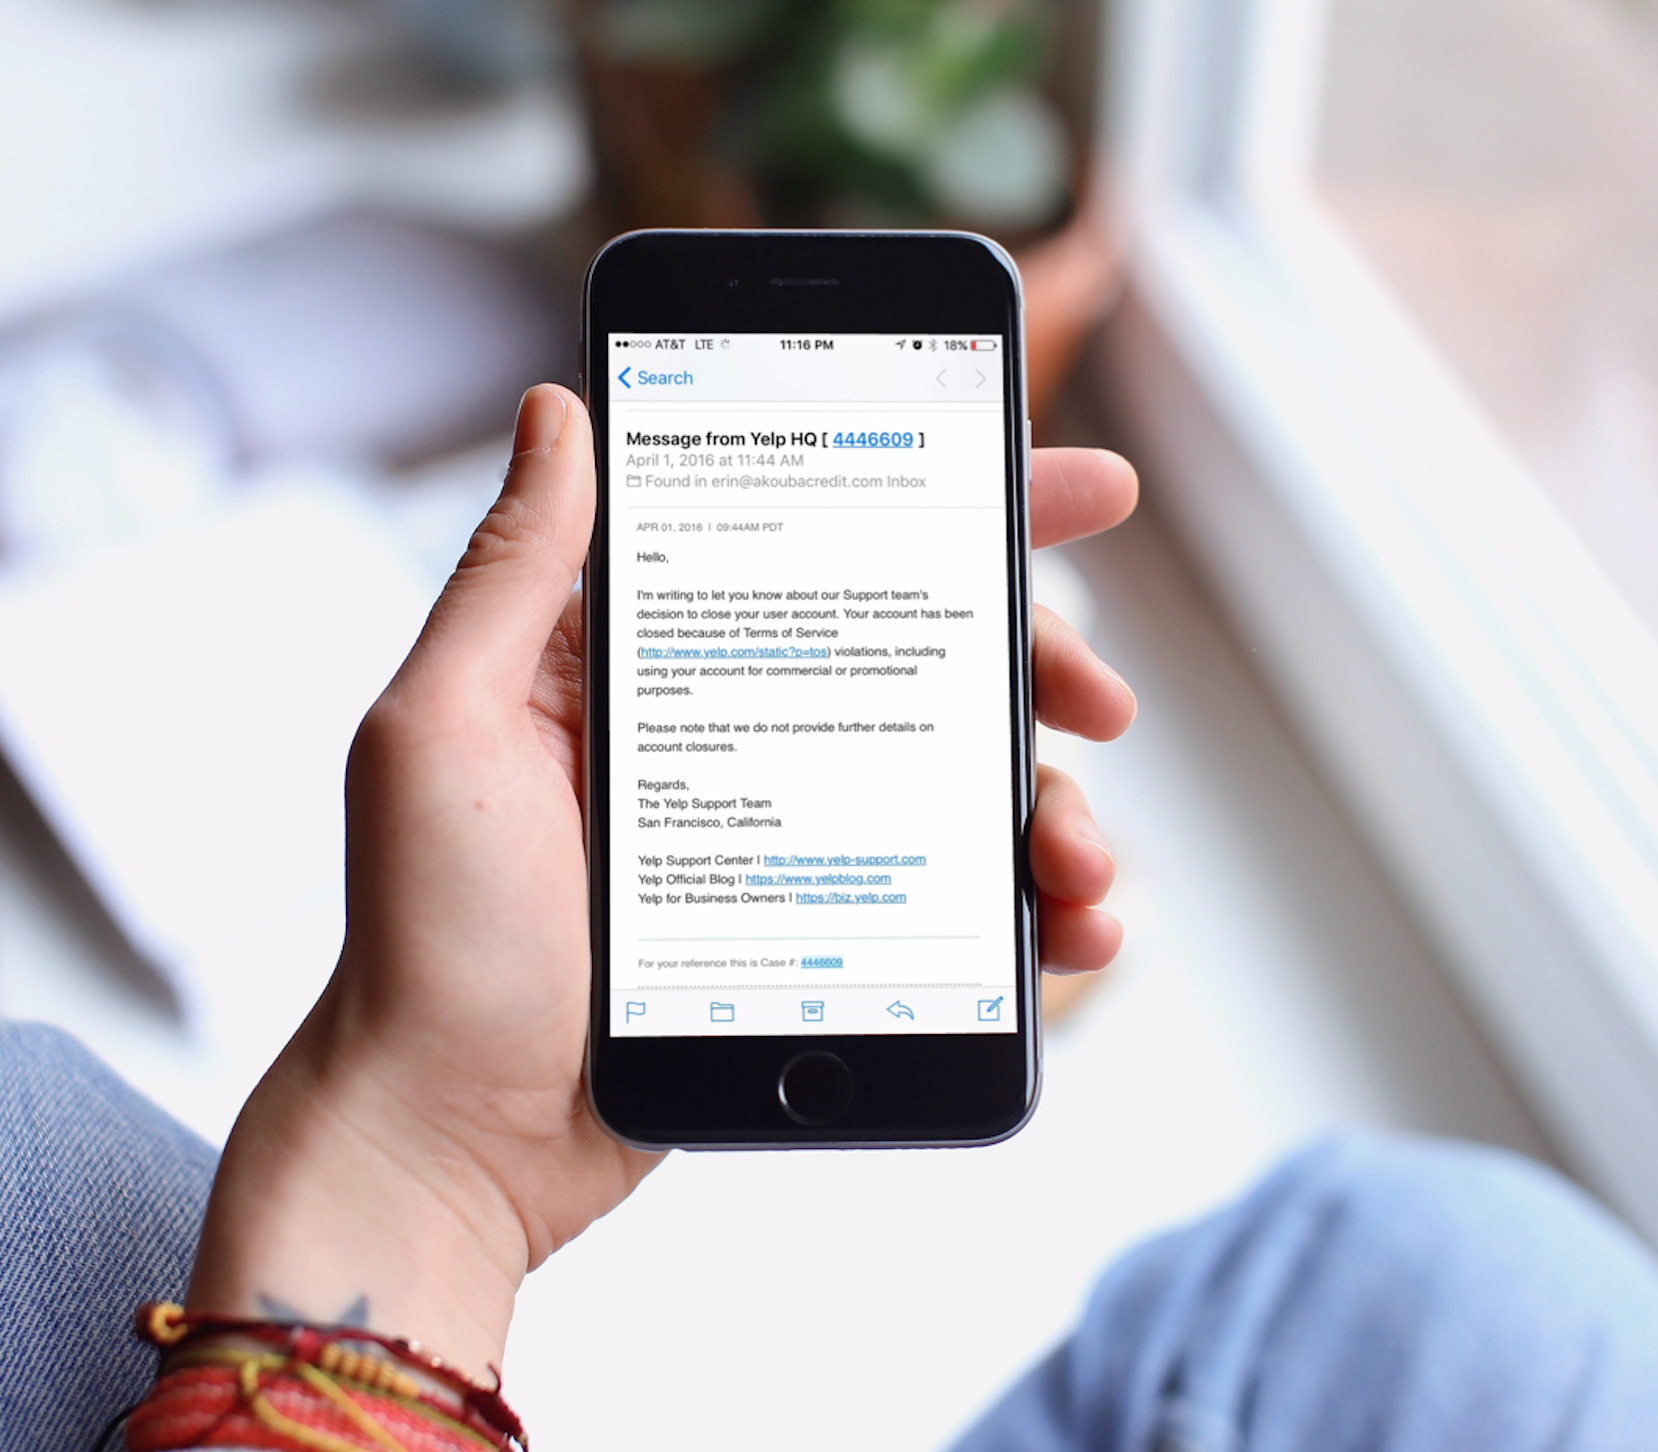 AT&T LTE 11:16 PM 18%
Search
Message from Yelp HQ [ 4446609 ]
April 1, 2016 at 11:44 AM
Found in erin@akoubacredit.com Inbox
APR 01, 2016 | 09:44AM PDT
Hello,
I'm writing to let you know about our Support team's
decision to close your user account. Your account has been
closed because of Terms of Service
(http://www.yelp.com/static?p=tos) violations, including
using your account for commercial or promotional
purposes.
Please note that we do not provide further details on
account closures.
Regards,
The Yelp Support Team
San Francisco, California
Yelp Support Center | http://www.yelp-support.com
Yelp Official Blog | https://www.yelpblog.com
Yelp for Business Owners | https://biz.yelp.com
For your reference this is Case #: 4446609